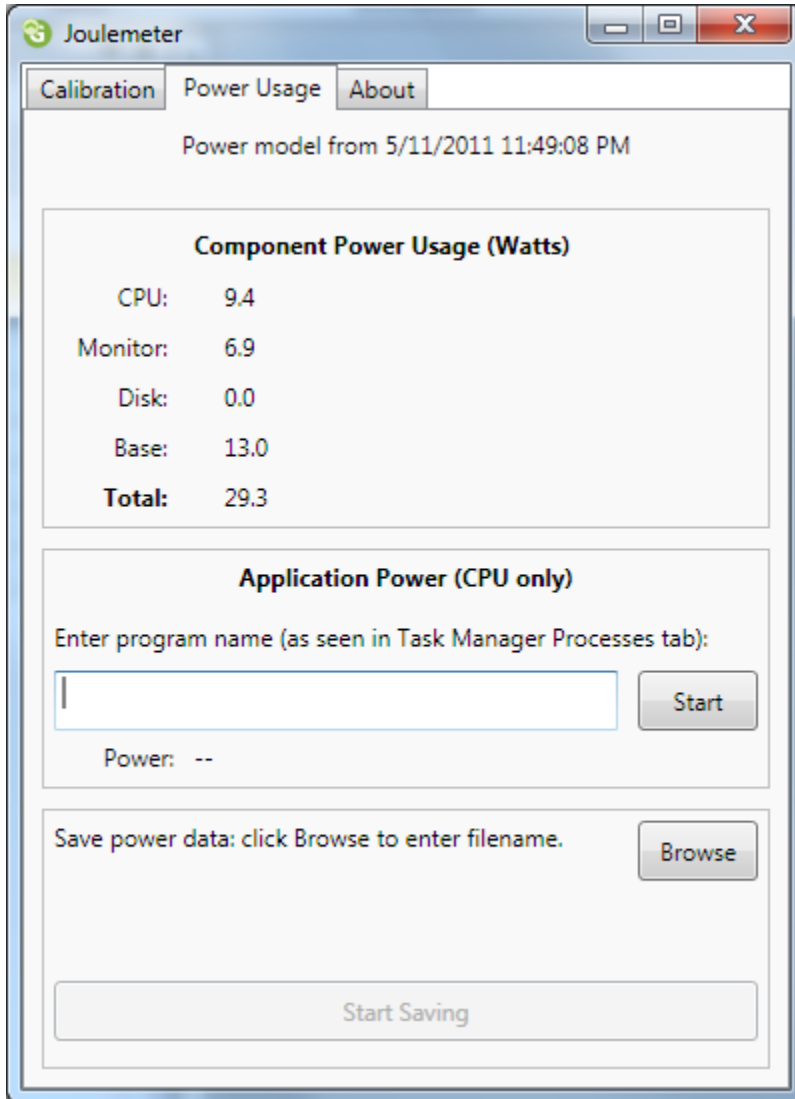 Joulemeter
Calibration Power Usage About
Power model from 5/11/2011 11:49:08 PM
Component Power Usage (Watts)
CPU: 9.4
Monitor: 6.9
Disk: 0.0
Base: 13.0
Total: 29.3
Application Power (CPU only)
Enter program name (as seen in Task Manager Processes tab):
Start
Power: --
Save power data: click Browse to enter filename.
Browse
Start Saving